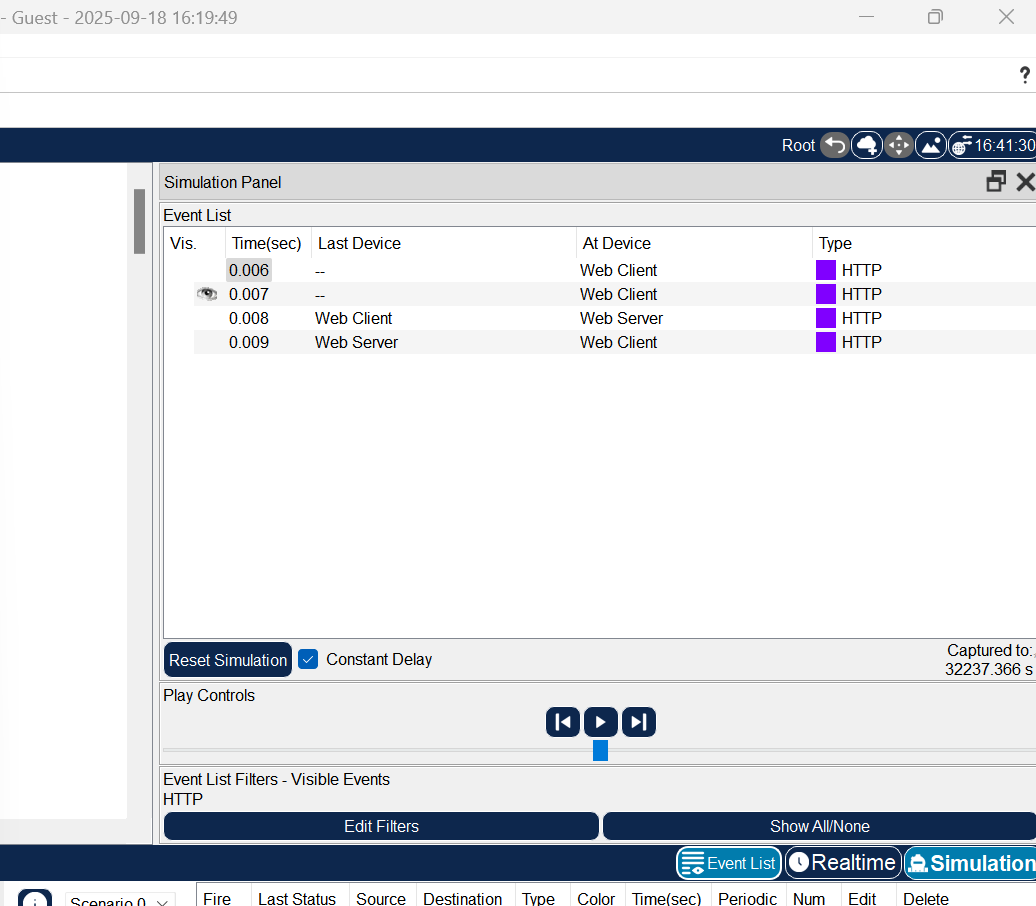 - Guest - 2025-09-18 16:19:49
?
Root 16:41:30
Simulation Panel
Event List
Vis. Time(sec) Last Device At Device Type
0.006 -- Web Client HTTP
0.007 -- Web Client HTTP
0.008 Web Client Web Server HTTP
0.009 Web Server Web Client HTTP
Reset Simulation Constant Delay Captured to:
32237.366 s
Play Controls
Event List Filters - Visible Events
HTTP
Edit Filters Show All/None
Event List Realtime Simulation
Scenario 0 Fire Last Status Source Destination Type Color Time(sec) Periodic Num Edit Delete